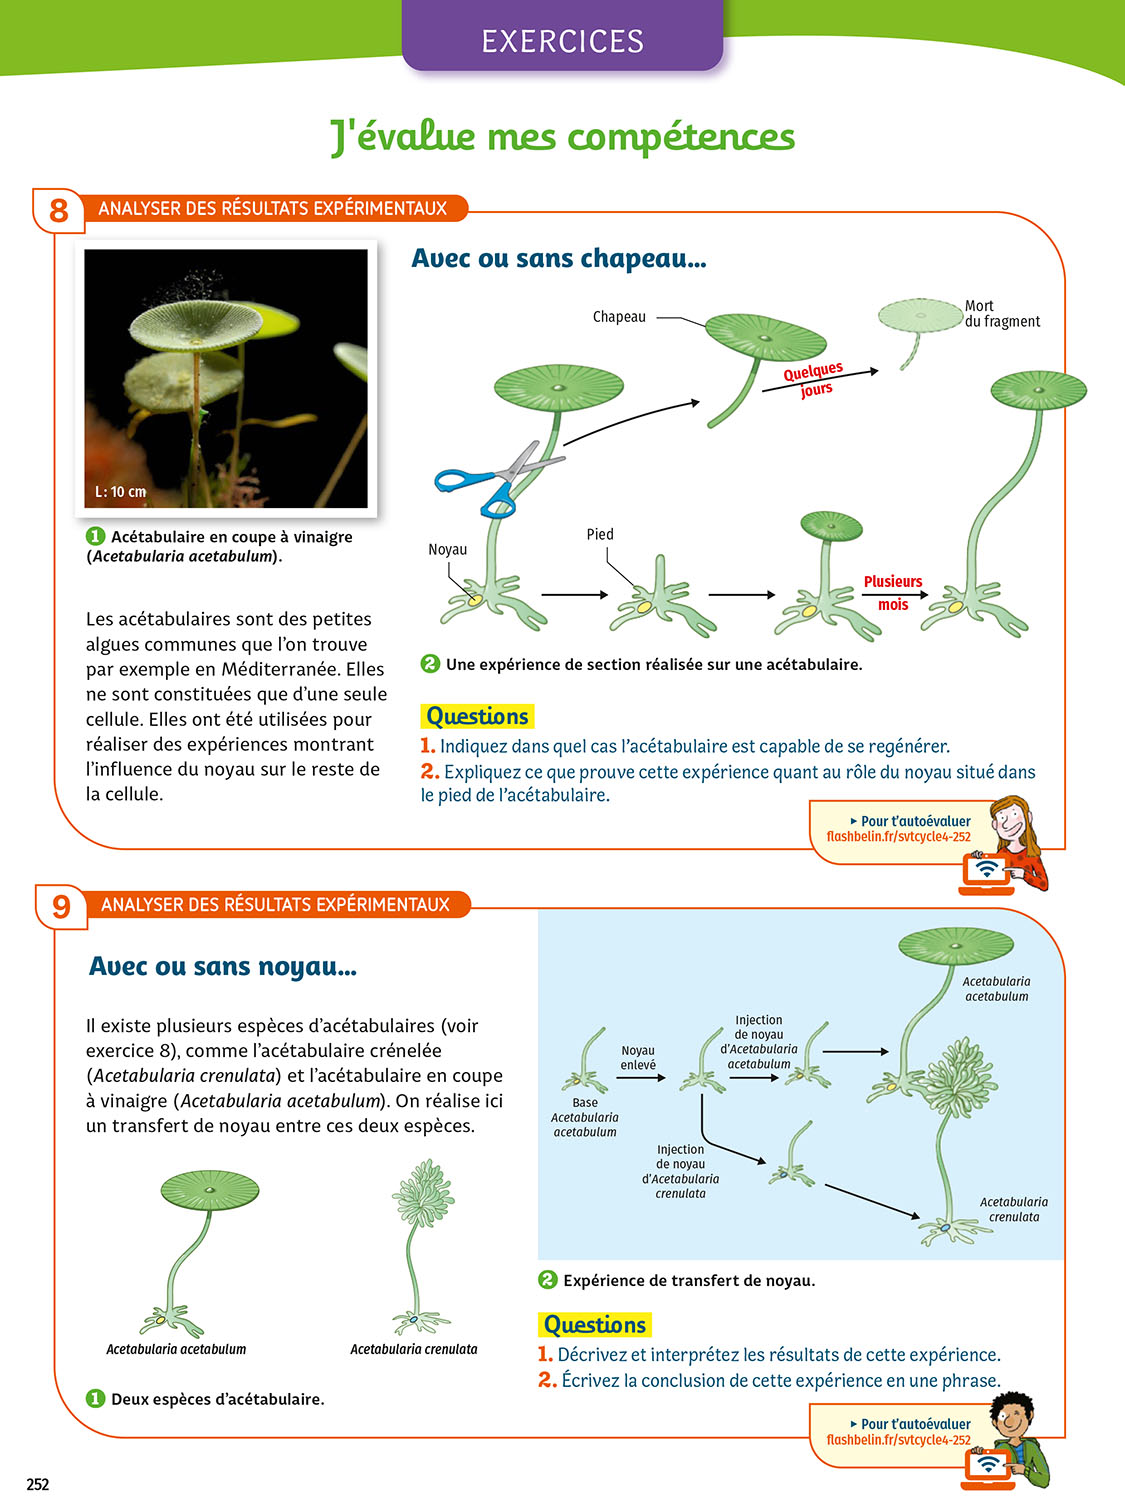 EXERCICES
J'évalue mes compétences
8 ANALYSER DES RÉSULTATS EXPÉRIMENTAUX
L : 10 cm
1 Acétabulaire en coupe à vinaigre
(Acetabularia acetabulum).
Les acétabulaires sont des petites
algues communes que l'on trouve
par exemple en Méditerranée. Elles
ne sont constituées que d'une seule
cellule. Elles ont été utilisées pour
réaliser des expériences montrant
l'influence du noyau sur le reste de
la cellule.
Avec ou sans chapeau...
Chapeau
Mort
du fragment
Quelques
jours
Noyau
Pied
Plusieurs
mois
2 Une expérience de section réalisée sur une acétabulaire.
Questions
1. Indiquez dans quel cas l'acétabulaire est capable de se regénérer.
2. Expliquez ce que prouve cette expérience quant au rôle du noyau situé dans
le pied de l'acétabulaire.
▸ Pour t'autoévaluer
flashbelin.fr/svtcycle4-252
9 ANALYSER DES RÉSULTATS EXPÉRIMENTAUX
Avec ou sans noyau...
Il existe plusieurs espèces d'acétabulaires (voir
exercice 8), comme l'acétabulaire crénelée
(Acetabularia crenulata) et l'acétabulaire en coupe
à vinaigre (Acetabularia acetabulum). On réalise ici
un transfert de noyau entre ces deux espèces.
Acetabularia acetabulum
Acetabularia crenulata
1 Deux espèces d'acétabulaire.
Base
Acetabularia
acetabulum
Noyau
enlevé
Injection
de noyau
d'Acetabularia
acetabulum
Acetabularia
acetabulum
Injection
de noyau
d'Acetabularia
crenulata
Acetabularia
crenulata
2 Expérience de transfert de noyau.
Questions
1. Décrivez et interprétez les résultats de cette expérience.
2. Écrivez la conclusion de cette expérience en une phrase.
▸ Pour t'autoévaluer
flashbelin.fr/svtcycle4-252
252